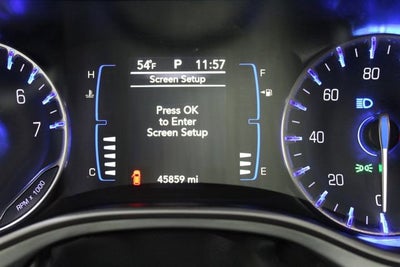 54°F P 11:57
Screen Setup
H
F
Press OK
to Enter
Screen Setup
C
E
45859 mi
6
7
RPM x 1000
80
60
40
20
0